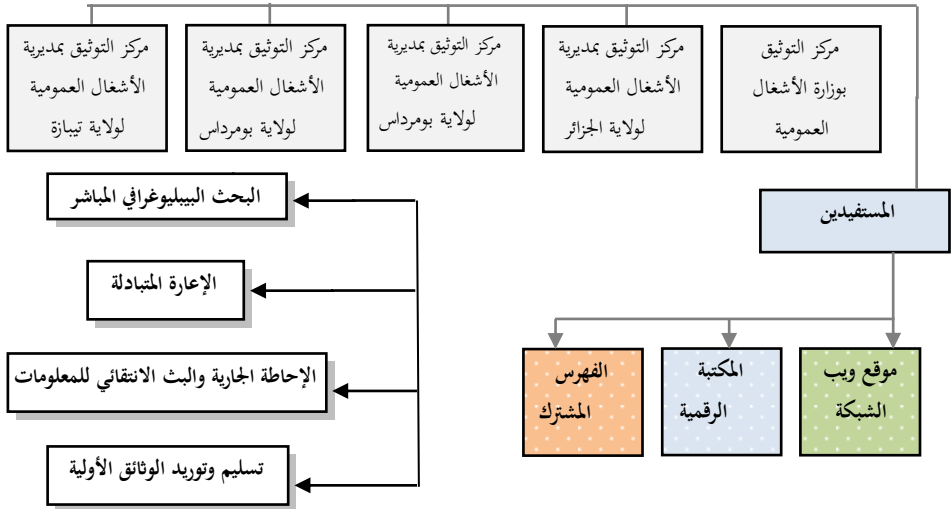 مركز التوثيق
بوزارة الأشغال
العمومية
مركز التوثيق بمديرية
الأشغال العمومية
لولاية الجزائر
مركز التوثيق بمديرية
الأشغال العمومية
لولاية بومرداس
مركز التوثيق بمديرية
الأشغال العمومية
لولاية بومرداس
مركز التوثيق بمديرية
الأشغال العمومية
لولاية تيبازة
المستفيدين
موقع ويب
الشبكة
المكتبة
الرقمية
الفهرس
المشترك
البحث البيبليوغرافي المباشر
الإعارة المتبادلة
الإحاطة الجارية والبث الانتقائي للمعلومات
تسليم وتوريد الوثائق الأولية